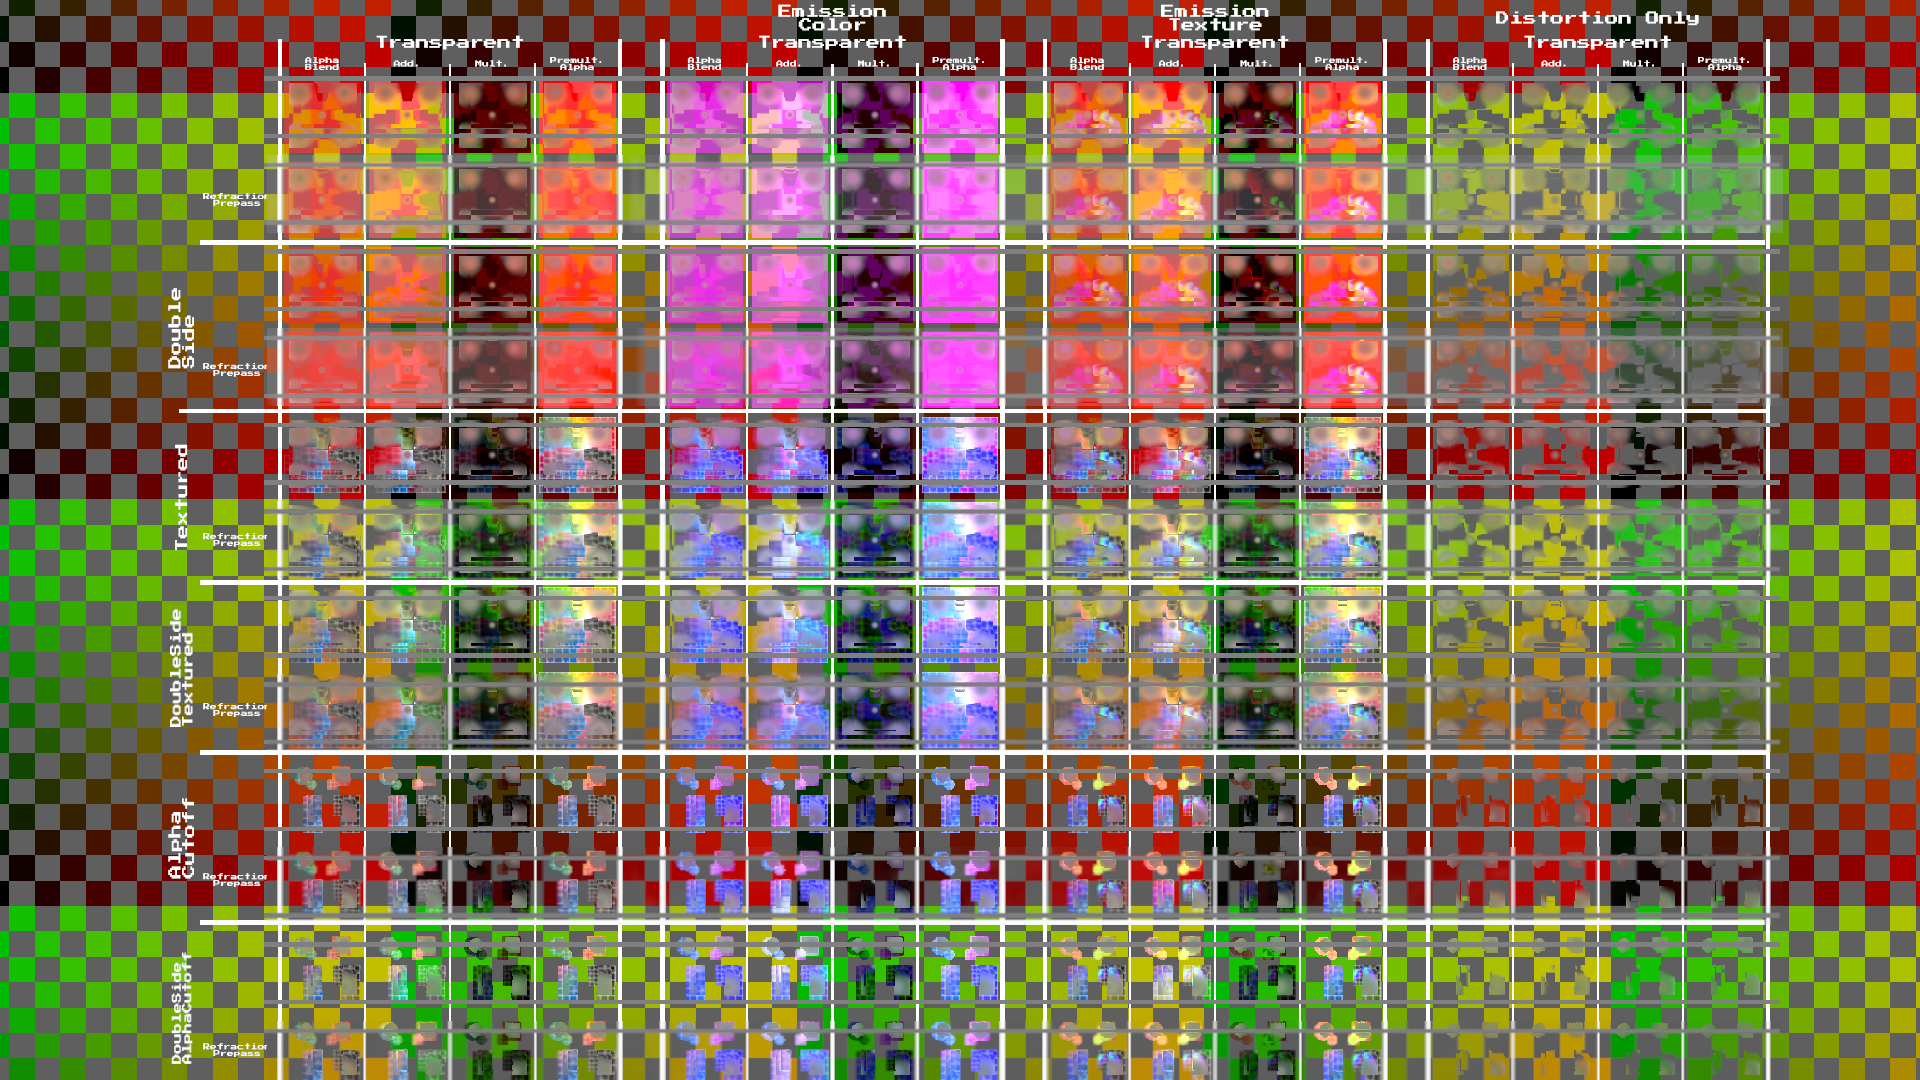 Emission
Color
Emission
Texture
Distortion Only
Transparent
Transparent
Transparent
Transparent
Alpha
Blend
Add.
Mult.
Premult.
Alpha
Alpha
Blend
Add.
Mult.
Premult.
Alpha
Alpha
Blend
Add.
Mult.
Premult.
Alpha
Alpha
Blend
Add.
Mult.
Premult.
Alpha
Refraction
Prepass
Double
Side
Refraction
Prepass
Textured
Refraction
Prepass
DoubleSide
Textured
Refraction
Prepass
Alpha
Cutoff
Refraction
Prepass
DoubleSide
AlphaCutoff
Refraction
Prepass